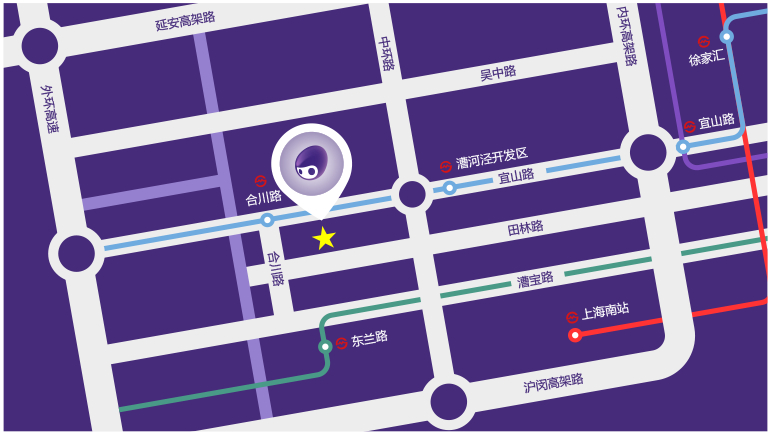 延安高架路
内环高架路
中环路
徐家汇
吴中路
外环高速
宜山路
漕河泾开发区
宜山路
合川路
田林路
合川路
漕宝路
上海南站
东兰路
沪闵高架路